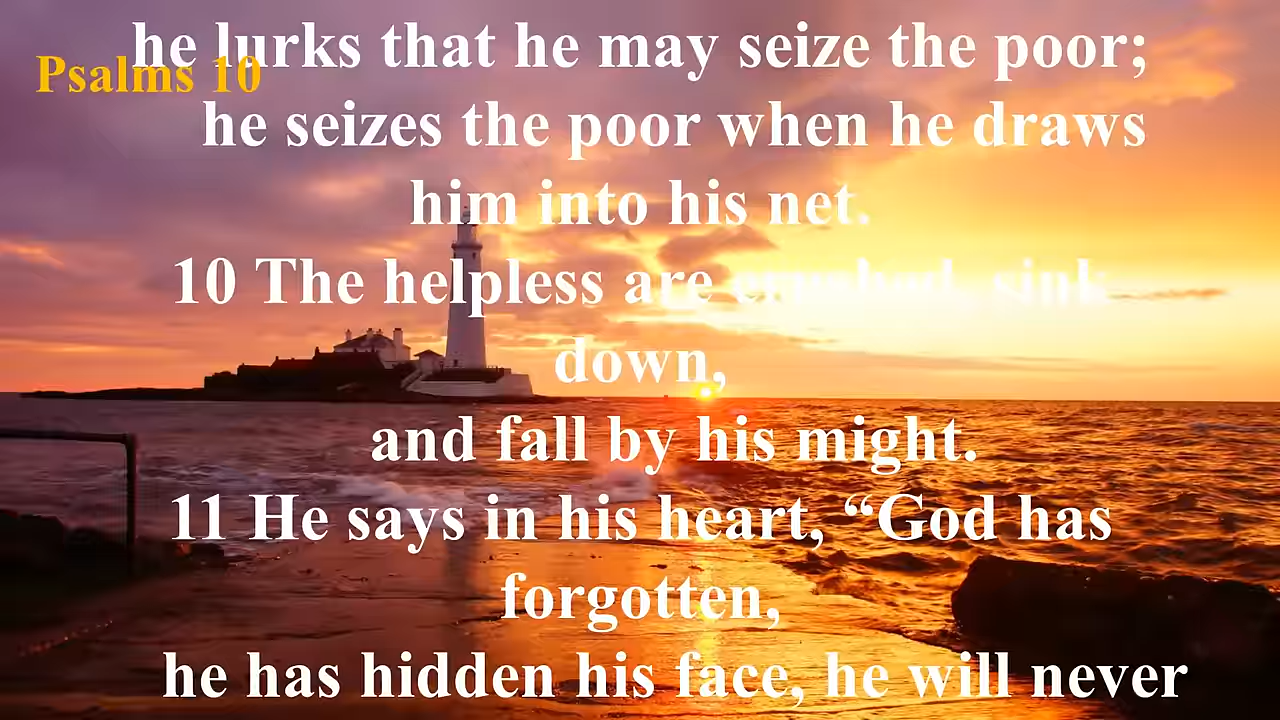 he lurks that he may seize the poor;
Psalms 10
he seizes the poor when he draws
him into his net.
10 The helpless are crushed, sink
down,
and fall by his might.
11 He says in his heart, “God has
forgotten,
he has hidden his face, he will never